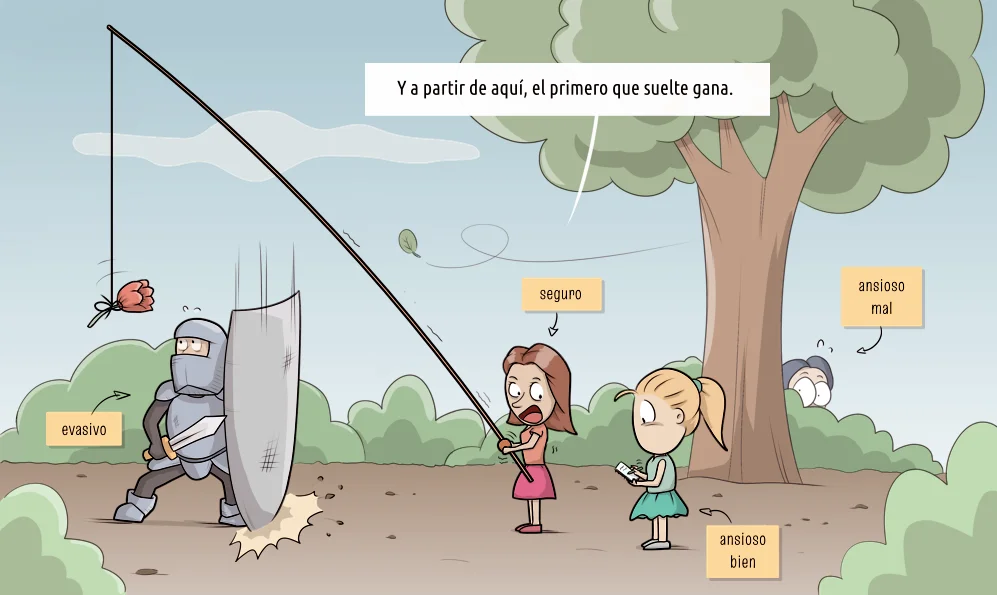 Y a partir de aquí, el primero que suelte gana.
seguro
ansioso
mal
evasivo
ansioso
bien